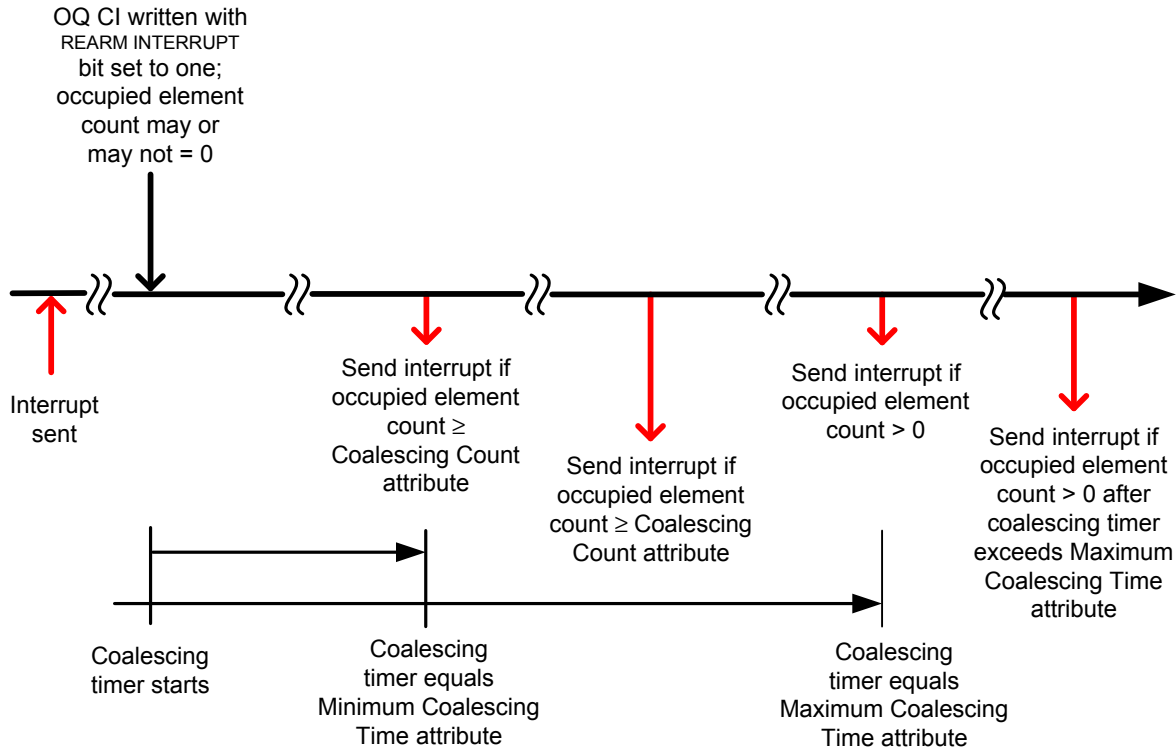 OQ CI written with
REARM INTERRUPT
bit set to one;
occupied element
count may or
may not = 0
Interrupt
sent
Send interrupt if
occupied element
count ≥
Coalescing Count
attribute
Send interrupt if
occupied element
count ≥ Coalescing
Count attribute
Send interrupt if
occupied element
count > 0
Send interrupt if
occupied element
count > 0 after
coalescing timer
exceeds Maximum
Coalescing Time
attribute
Coalescing
timer starts
Coalescing
timer equals
Minimum Coalescing
Time attribute
Coalescing
timer equals
Maximum Coalescing
Time attribute